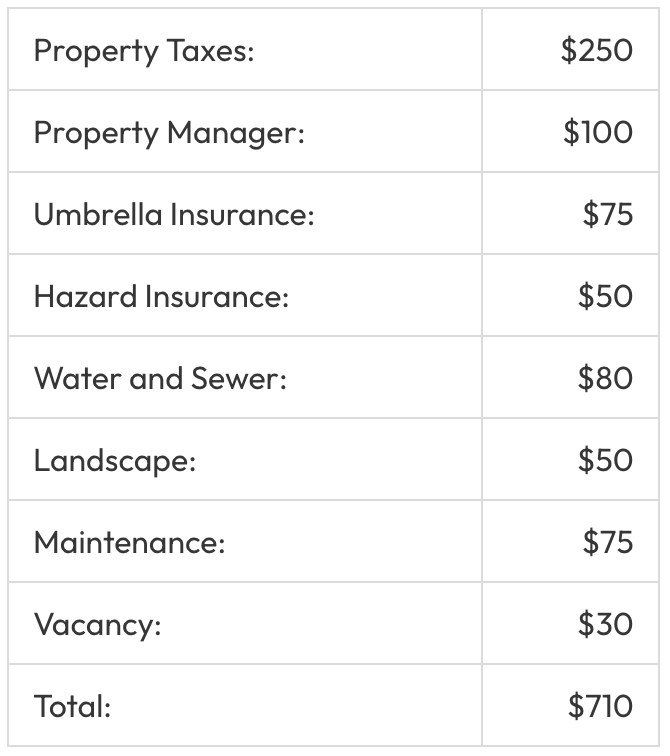 Property Taxes: $250
Property Manager: $100
Umbrella Insurance: $75
Hazard Insurance: $50
Water and Sewer: $80
Landscape: $50
Maintenance: $75
Vacancy: $30
Total: $710